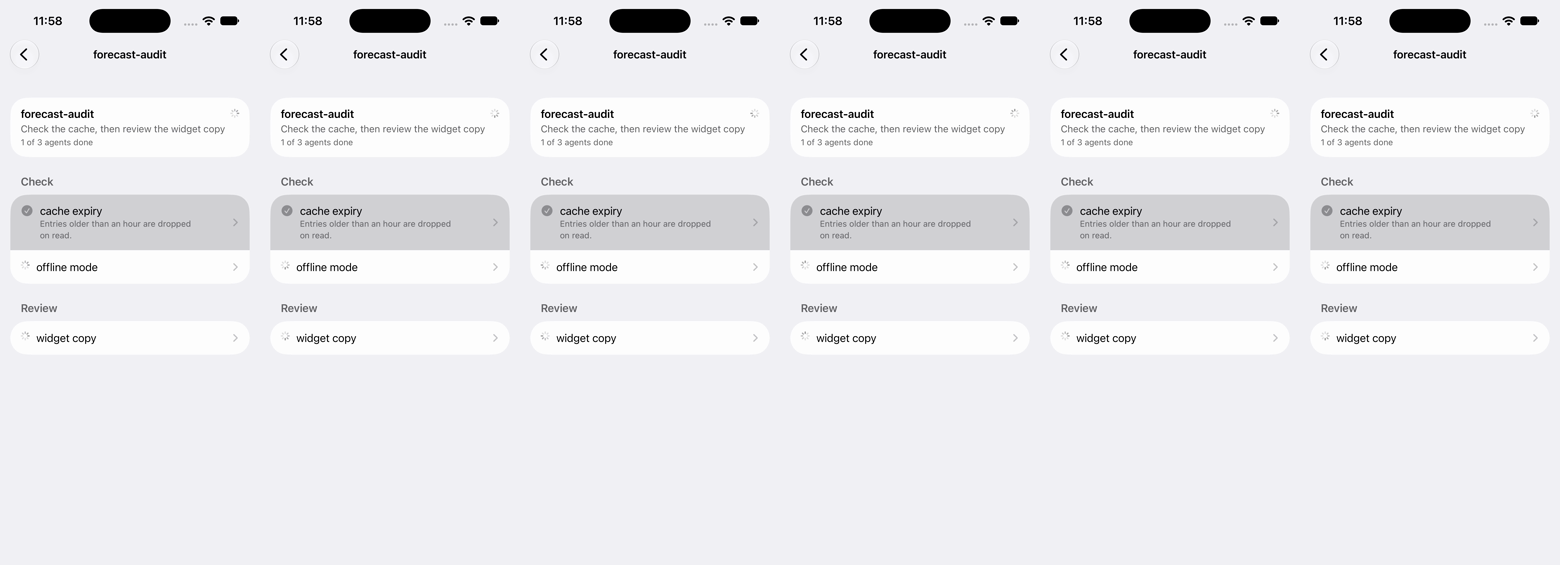 11:58
forecast-audit
forecast-audit
Check the cache, then review the widget copy
1 of 3 agents done
Check
cache expiry
Entries older than an hour are dropped
on read.
offline mode
Review
widget copy
11:58
forecast-audit
forecast-audit
Check the cache, then review the widget copy
1 of 3 agents done
Check
cache expiry
Entries older than an hour are dropped
on read.
offline mode
Review
widget copy
11:58
forecast-audit
forecast-audit
Check the cache, then review the widget copy
1 of 3 agents done
Check
cache expiry
Entries older than an hour are dropped
on read.
offline mode
Review
widget copy
11:58
forecast-audit
forecast-audit
Check the cache, then review the widget copy
1 of 3 agents done
Check
cache expiry
Entries older than an hour are dropped
on read.
offline mode
Review
widget copy
11:58
forecast-audit
forecast-audit
Check the cache, then review the widget copy
1 of 3 agents done
Check
cache expiry
Entries older than an hour are dropped
on read.
offline mode
Review
widget copy
11:58
forecast-audit
forecast-audit
Check the cache, then review the widget copy
1 of 3 agents done
Check
cache expiry
Entries older than an hour are dropped
on read.
offline mode
Review
widget copy